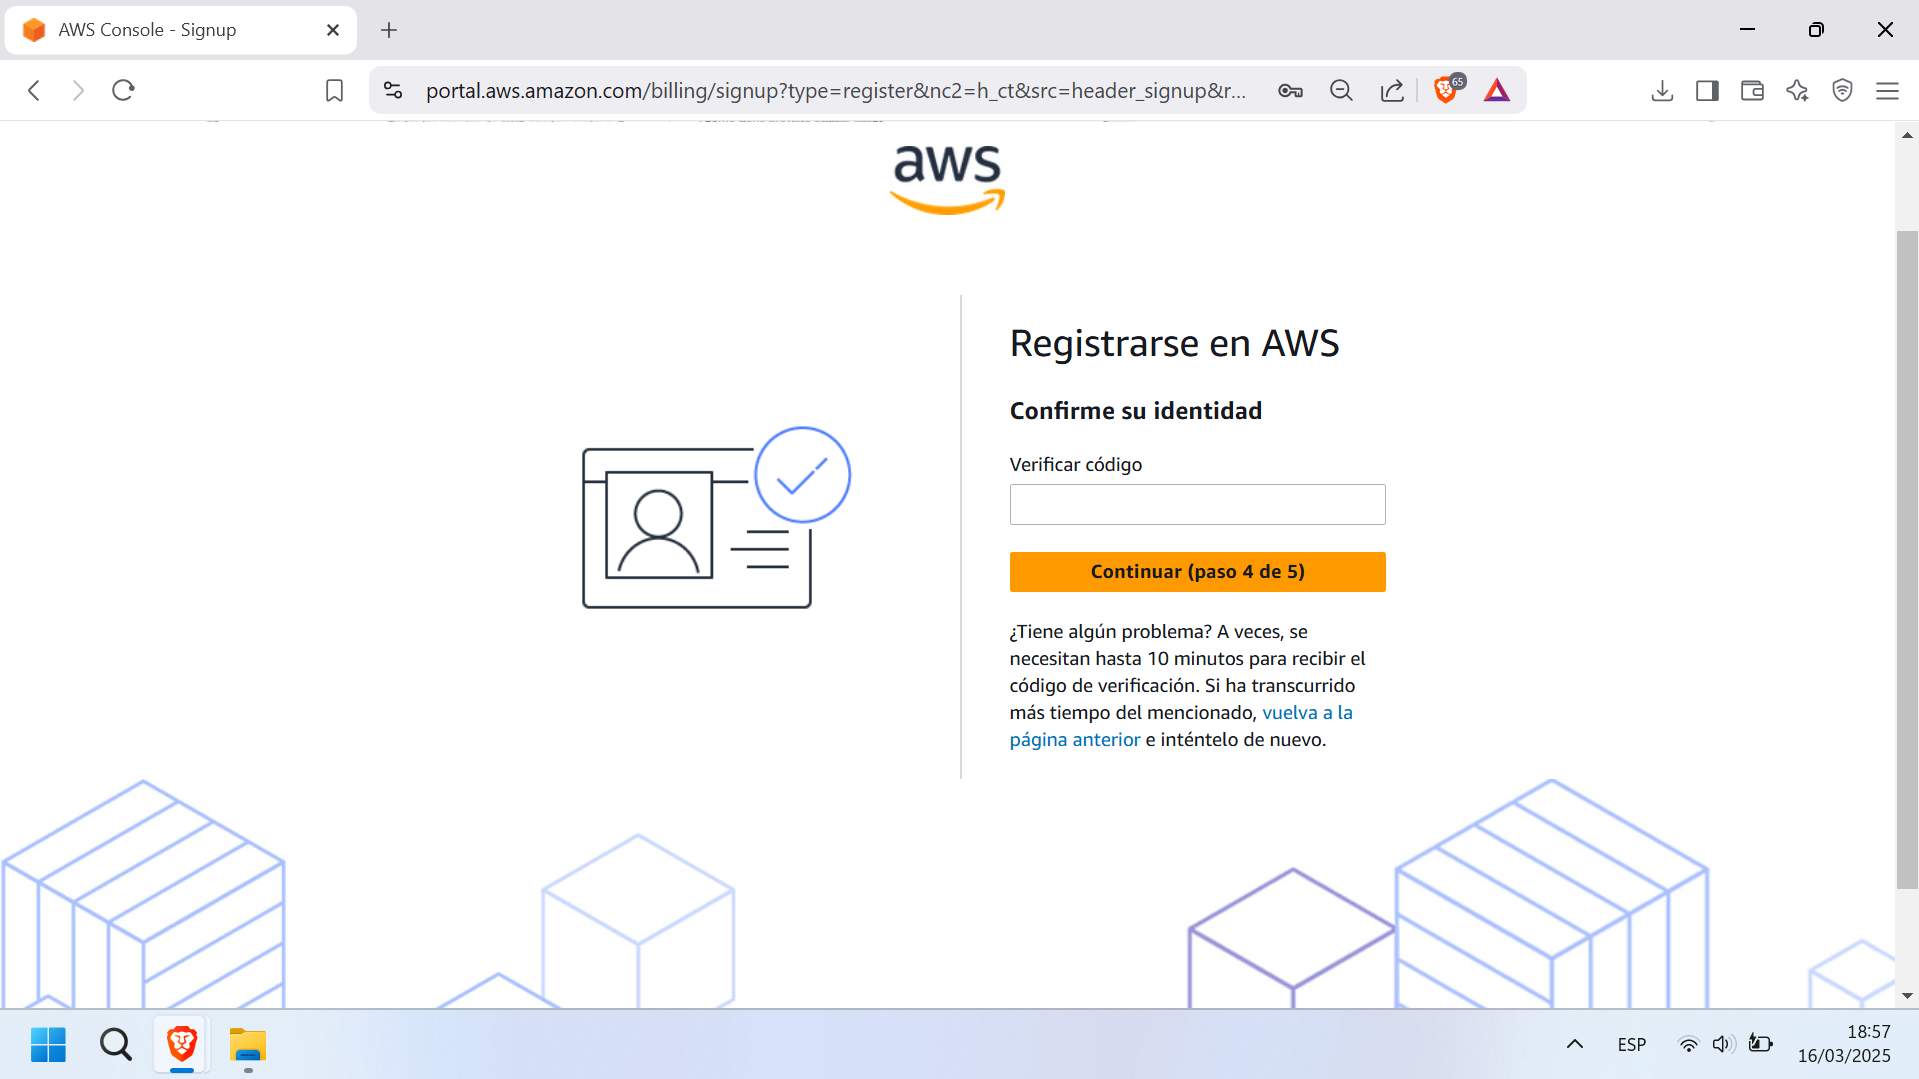 AWS Console - Signup
portal.aws.amazon.com/billing/signup?type=register&nc2=h_ct&src=header_signup&r...
65
aws
Registrarse en AWS
Confirme su identidad
Verificar código
Continuar (paso 4 de 5)
¿Tiene algún problema? A veces, se
necesitan hasta 10 minutos para recibir el
código de verificación. Si ha transcurrido
más tiempo del mencionado, vuelva a la
página anterior e inténtelo de nuevo.
ESP
18:57
16/03/2025